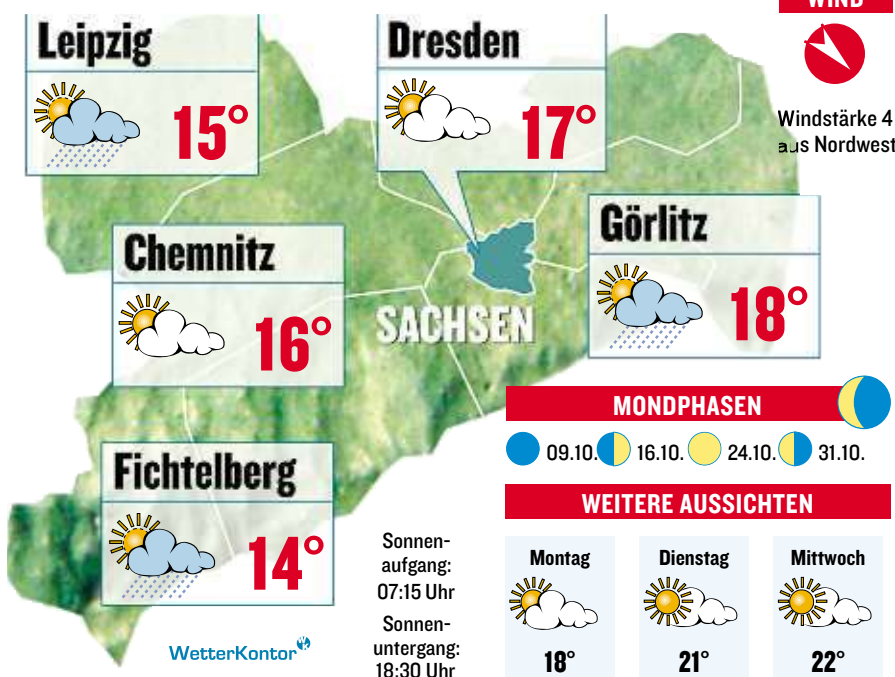 WIND
Leipzig
15°
Dresden
17°
Windstärke 4
aus Nordwest
Chemnitz
16°
Görlitz
18°
SACHSEN
Fichtelberg
14°
MONDPHASEN
09.10. 16.10. 24.10. 31.10.
WEITERE AUSSICHTEN
Montag
18°
Dienstag
21°
Mittwoch
22°
Sonnen-
aufgang:
07:15 Uhr
Sonnen-
untergang:
18:30 Uhr
WetterKontor